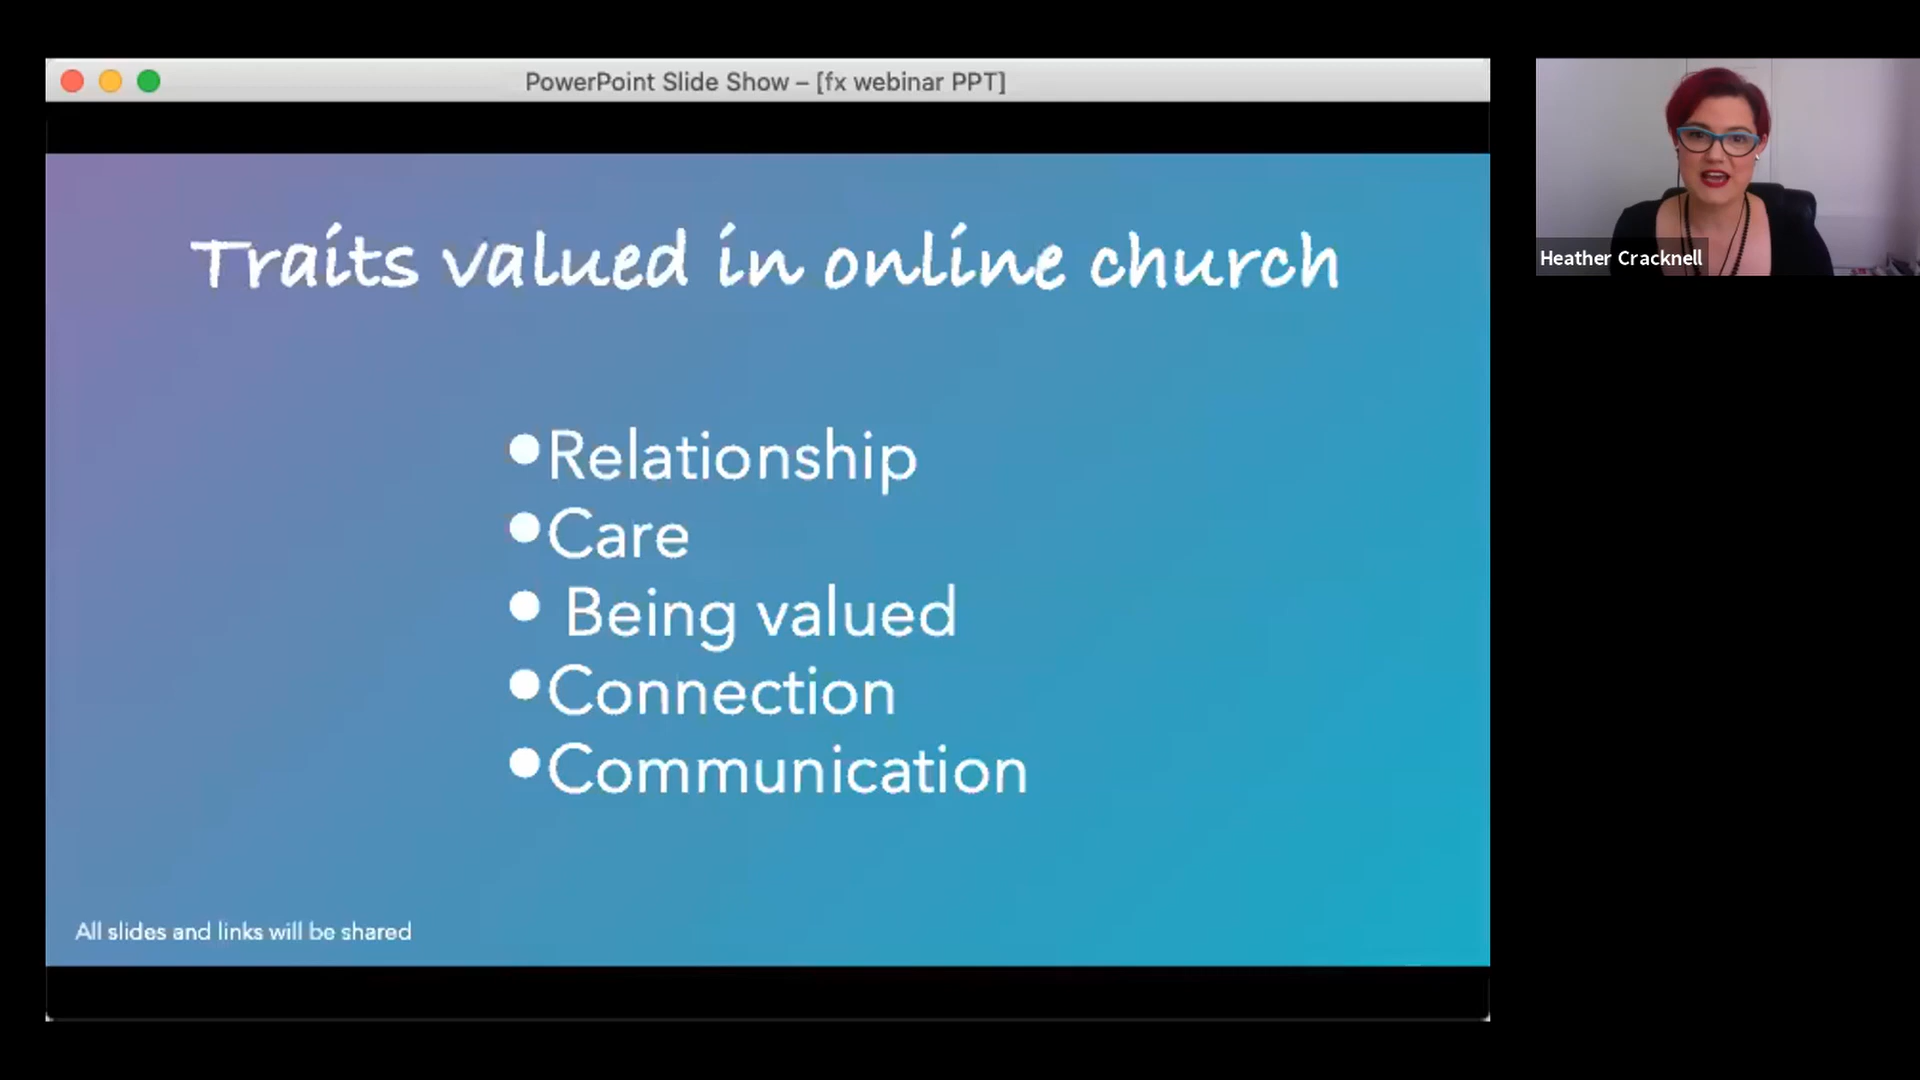 PowerPoint Slide Show – [fx webinar PPT]
Traits valued in online church
•Relationship
•Care
• Being valued
•Connection
•Communication
All slides and links will be shared
Heather Cracknell